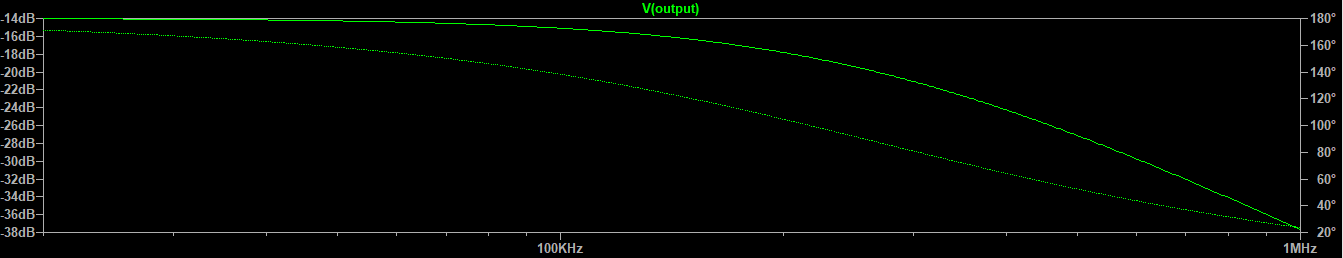 V(output)
-14dB
-16dB
-18dB
-20dB
-22dB
-24dB
-26dB
-28dB
-30dB
-32dB
-34dB
-36dB
-38dB
180°
160°
140°
120°
100°
80°
60°
40°
20°
100KHz
1MHz